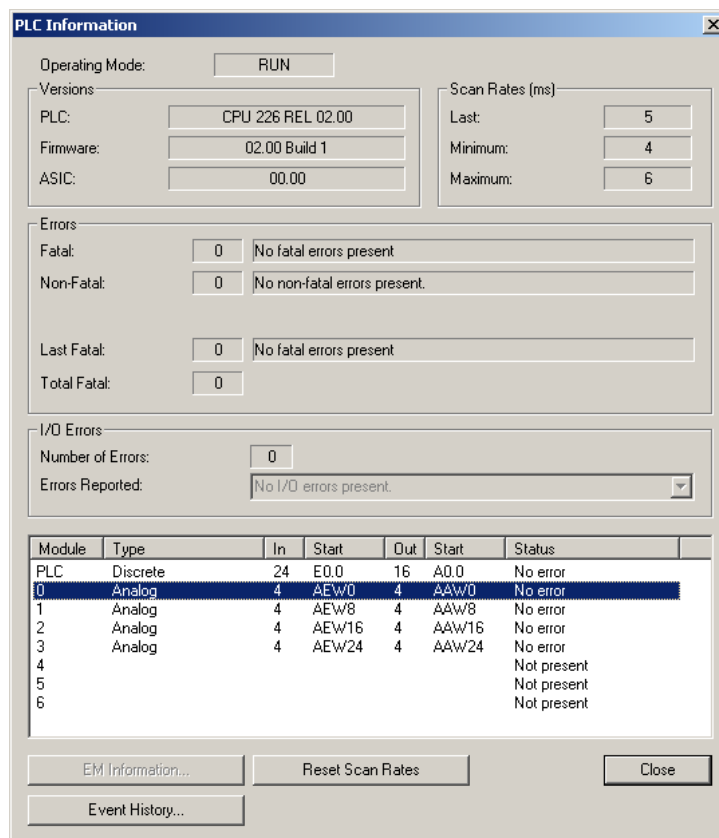 PLC Information
Operating Mode: RUN
Versions
PLC: CPU 226 REL 02.00
Firmware: 02.00 Build 1
ASIC: 00.00
Scan Rates (ms)
Last: 5
Minimum: 4
Maximum: 6
Errors
Fatal: 0 No fatal errors present
Non-Fatal: 0 No non-fatal errors present.
Last Fatal: 0 No fatal errors present
Total Fatal: 0
I/O Errors
Number of Errors: 0
Errors Reported: No I/O errors present.
Module Type In Start Out Start Status
PLC Discrete 24 E0.0 16 A0.0 No error
0 Analog 4 AEW0 4 AAW0 No error
1 Analog 4 AEW8 4 AAW8 No error
2 Analog 4 AEW16 4 AAW16 No error
3 Analog 4 AEW24 4 AAW24 No error
4 Not present
5 Not present
6 Not present
EM Information... Reset Scan Rates Close
Event History...